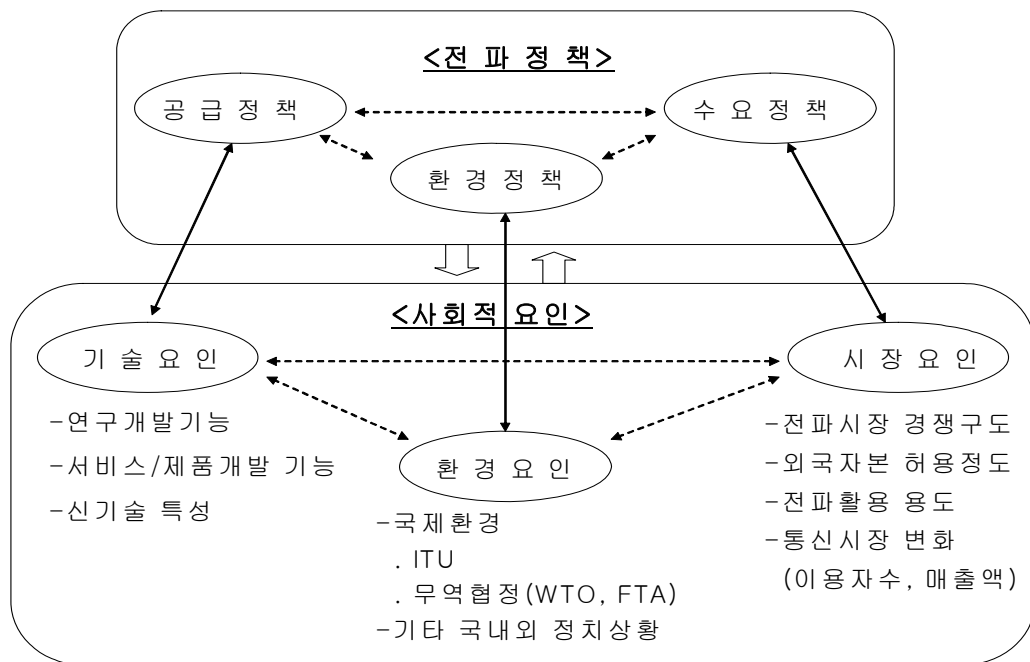 <전 파 정 책>
공 급 정 책
수 요 정 책
환 경 정 책
<사회적 요인>
기 술 요 인
시 장 요 인
환 경 요 인
-연구개발기능
-서비스/제품개발 기능
-신기술 특성
-국제환경
. ITU
. 무역협정(WTO, FTA)
-기타 국내외 정치상황
-전파시장 경쟁구도
-외국자본 허용정도
-전파활용 용도
-통신시장 변화
(이용자수, 매출액)